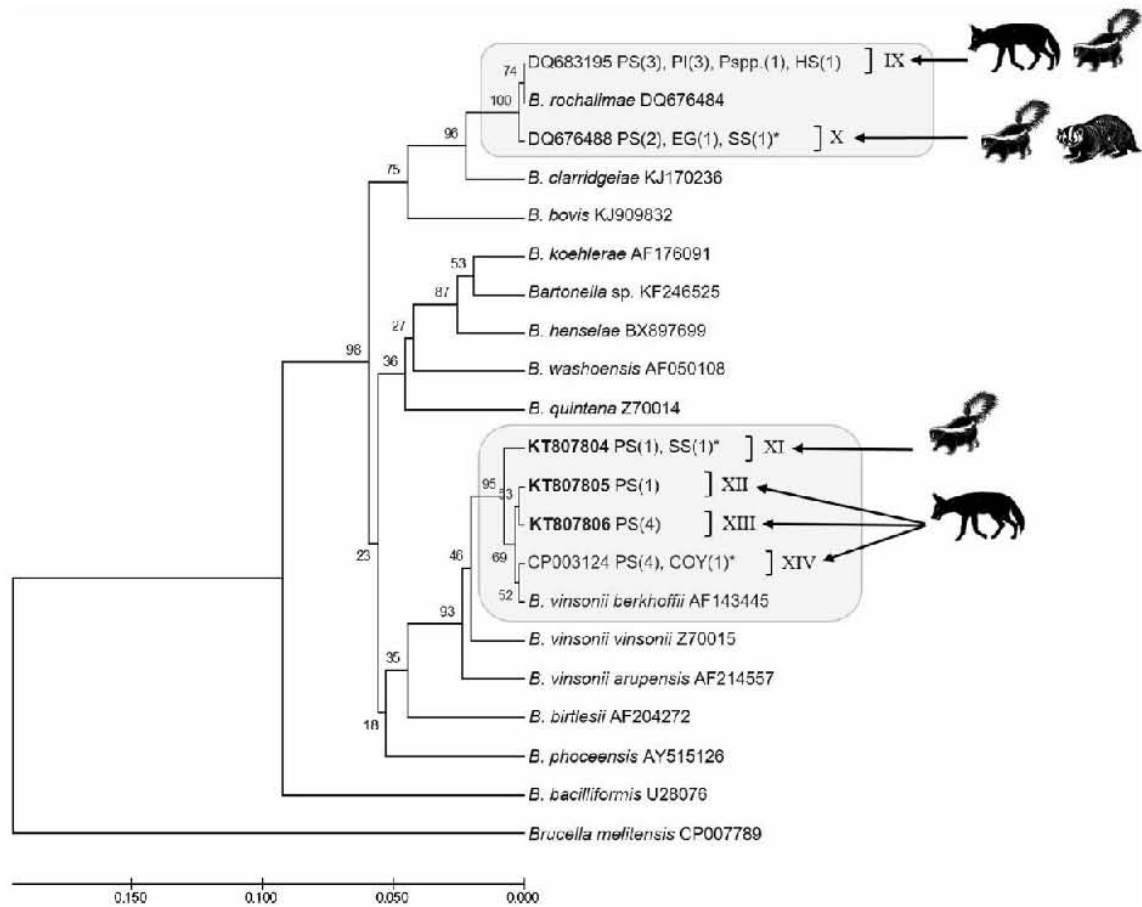 DQ683195 PS(3), PI(3), Pspp.(1), HS(1) ] IX
74
B. rochalimae DQ676484
100
DQ676488 PS(2), EG(1), SS(1)* ] X
96
B. clarridgeiae KJ170236
75
B. bovis KJ909832
B. koehlerae AF176091
53
Bartonella sp. KF246525
87
B. henselae BX897699
27
98
B. washoensis AF050108
36
B. quintana Z70014
KT807804 PS(1), SS(1)* ] XI
95
KT807805 PS(1) ] XII
53
KT807806 PS(4) ] XIII
23
46
69
CP003124 PS(4), COY(1)* ] XIV
52
B. vinsonii berkhoffii AF143445
93
B. vinsonii vinsonii Z70015
35
B. vinsonii arupensis AF214557
18
B. birtlesii AF204272
B. phoceensis AY515126
B. bacilliformis U28076
Brucella melitensis CP007789
0.150 0.100 0.050 0.000